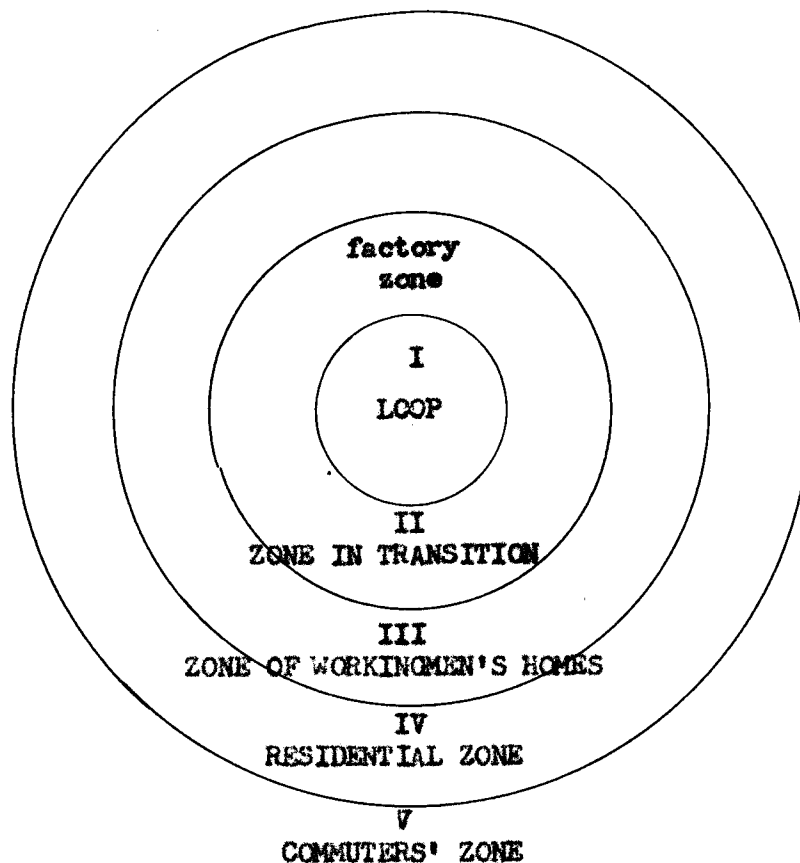 factory
zone
I
LOOP
II
ZONE IN TRANSITION
III
ZONE OF WORKINGMEN'S HOMES
IV
RESIDENTIAL ZONE
V
COMMUTERS' ZONE